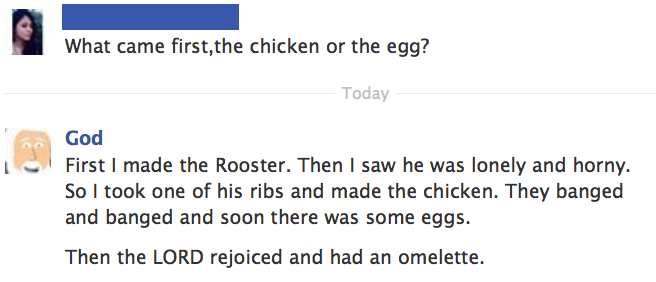 What came first,the chicken or the egg?
Today
God
First I made the Rooster. Then I saw he was lonely and horny.
So I took one of his ribs and made the chicken. They banged
and banged and soon there was some eggs.
Then the LORD rejoiced and had an omelette.